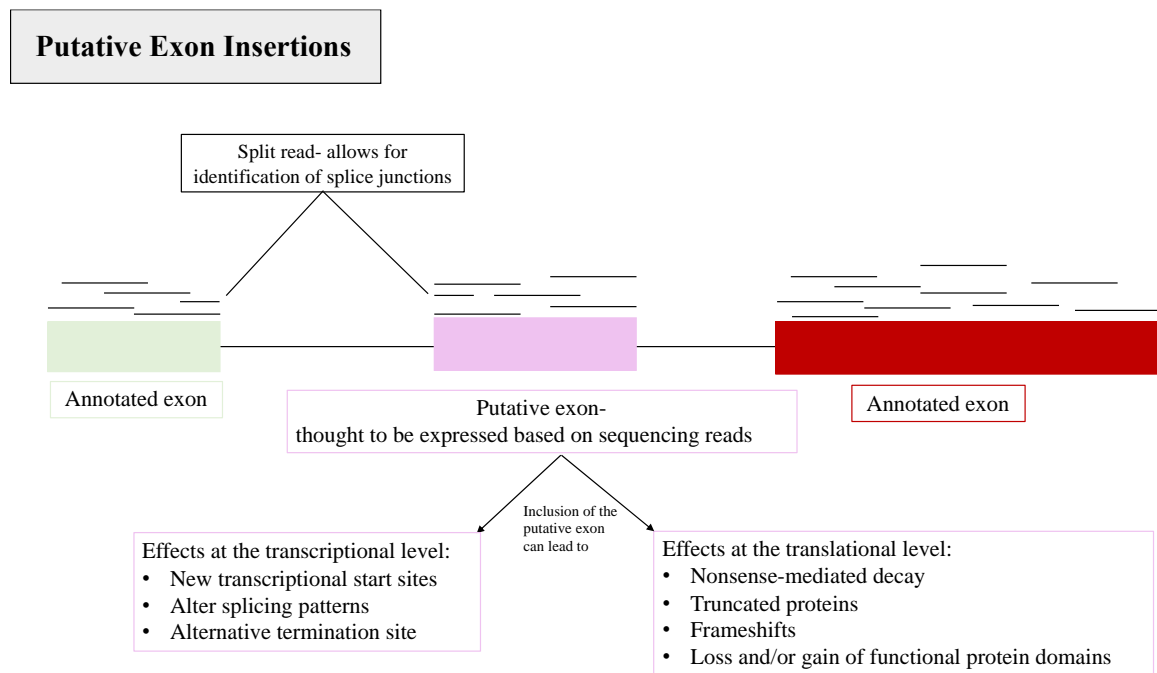 Putative Exon Insertions
Split read- allows for
identification of splice junctions
Annotated exon
Putative exon-
thought to be expressed based on sequencing reads
Annotated exon
Inclusion of the
putative exon
can lead to
Effects at the transcriptional level:
• New transcriptional start sites
• Alter splicing patterns
• Alternative termination site
Effects at the translational level:
• Nonsense-mediated decay
• Truncated proteins
• Frameshifts
• Loss and/or gain of functional protein domains